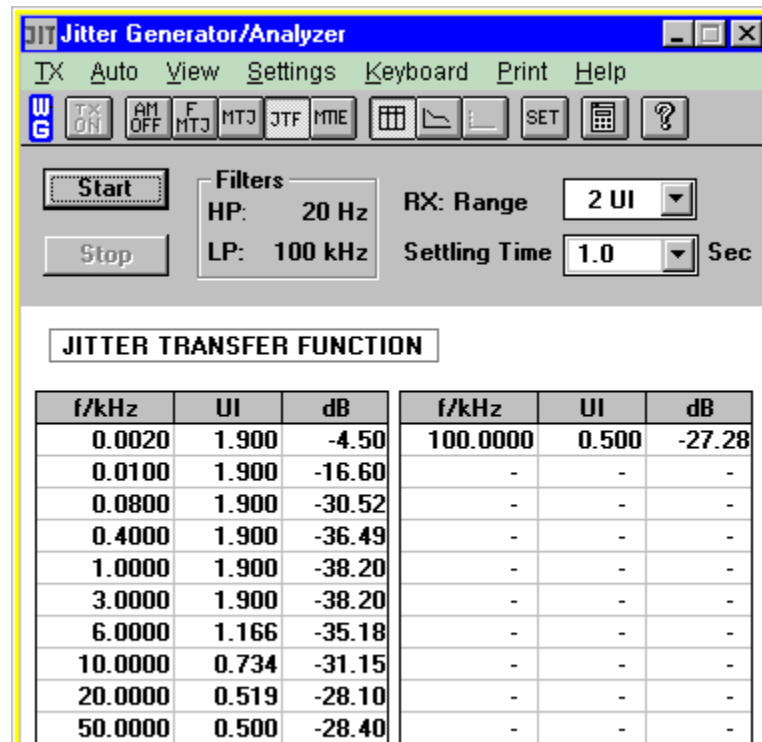 JIT Jitter Generator/Analyzer
TX Auto View Settings Keyboard Print Help
WG TX ON AM OFF F MTJ MTJ JTF MTIE SET ?
Start
Stop
Filters
HP: 20 Hz
LP: 100 kHz
RX: Range 2 UI
Settling Time 1.0 Sec
JITTER TRANSFER FUNCTION
f/kHz UI dB f/kHz UI dB
0.0020 1.900 -4.50 100.0000 0.500 -27.28
0.0100 1.900 -16.60 - - -
0.0800 1.900 -30.52 - - -
0.4000 1.900 -36.49 - - -
1.0000 1.900 -38.20 - - -
3.0000 1.900 -38.20 - - -
6.0000 1.166 -35.18 - - -
10.0000 0.734 -31.15 - - -
20.0000 0.519 -28.10 - - -
50.0000 0.500 -28.40 - - -